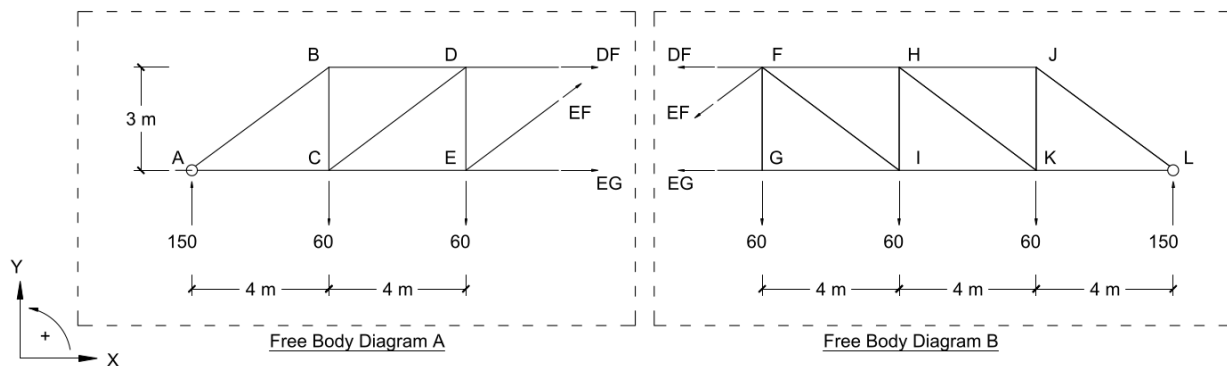 B D DF
DF F H J
3 m
EF
EF
A C E L
G I K
EG
EG
150 60 60
60 60 60 150
Y
4 m 4 m
4 m 4 m 4 m
+
X
Free Body Diagram A
Free Body Diagram B